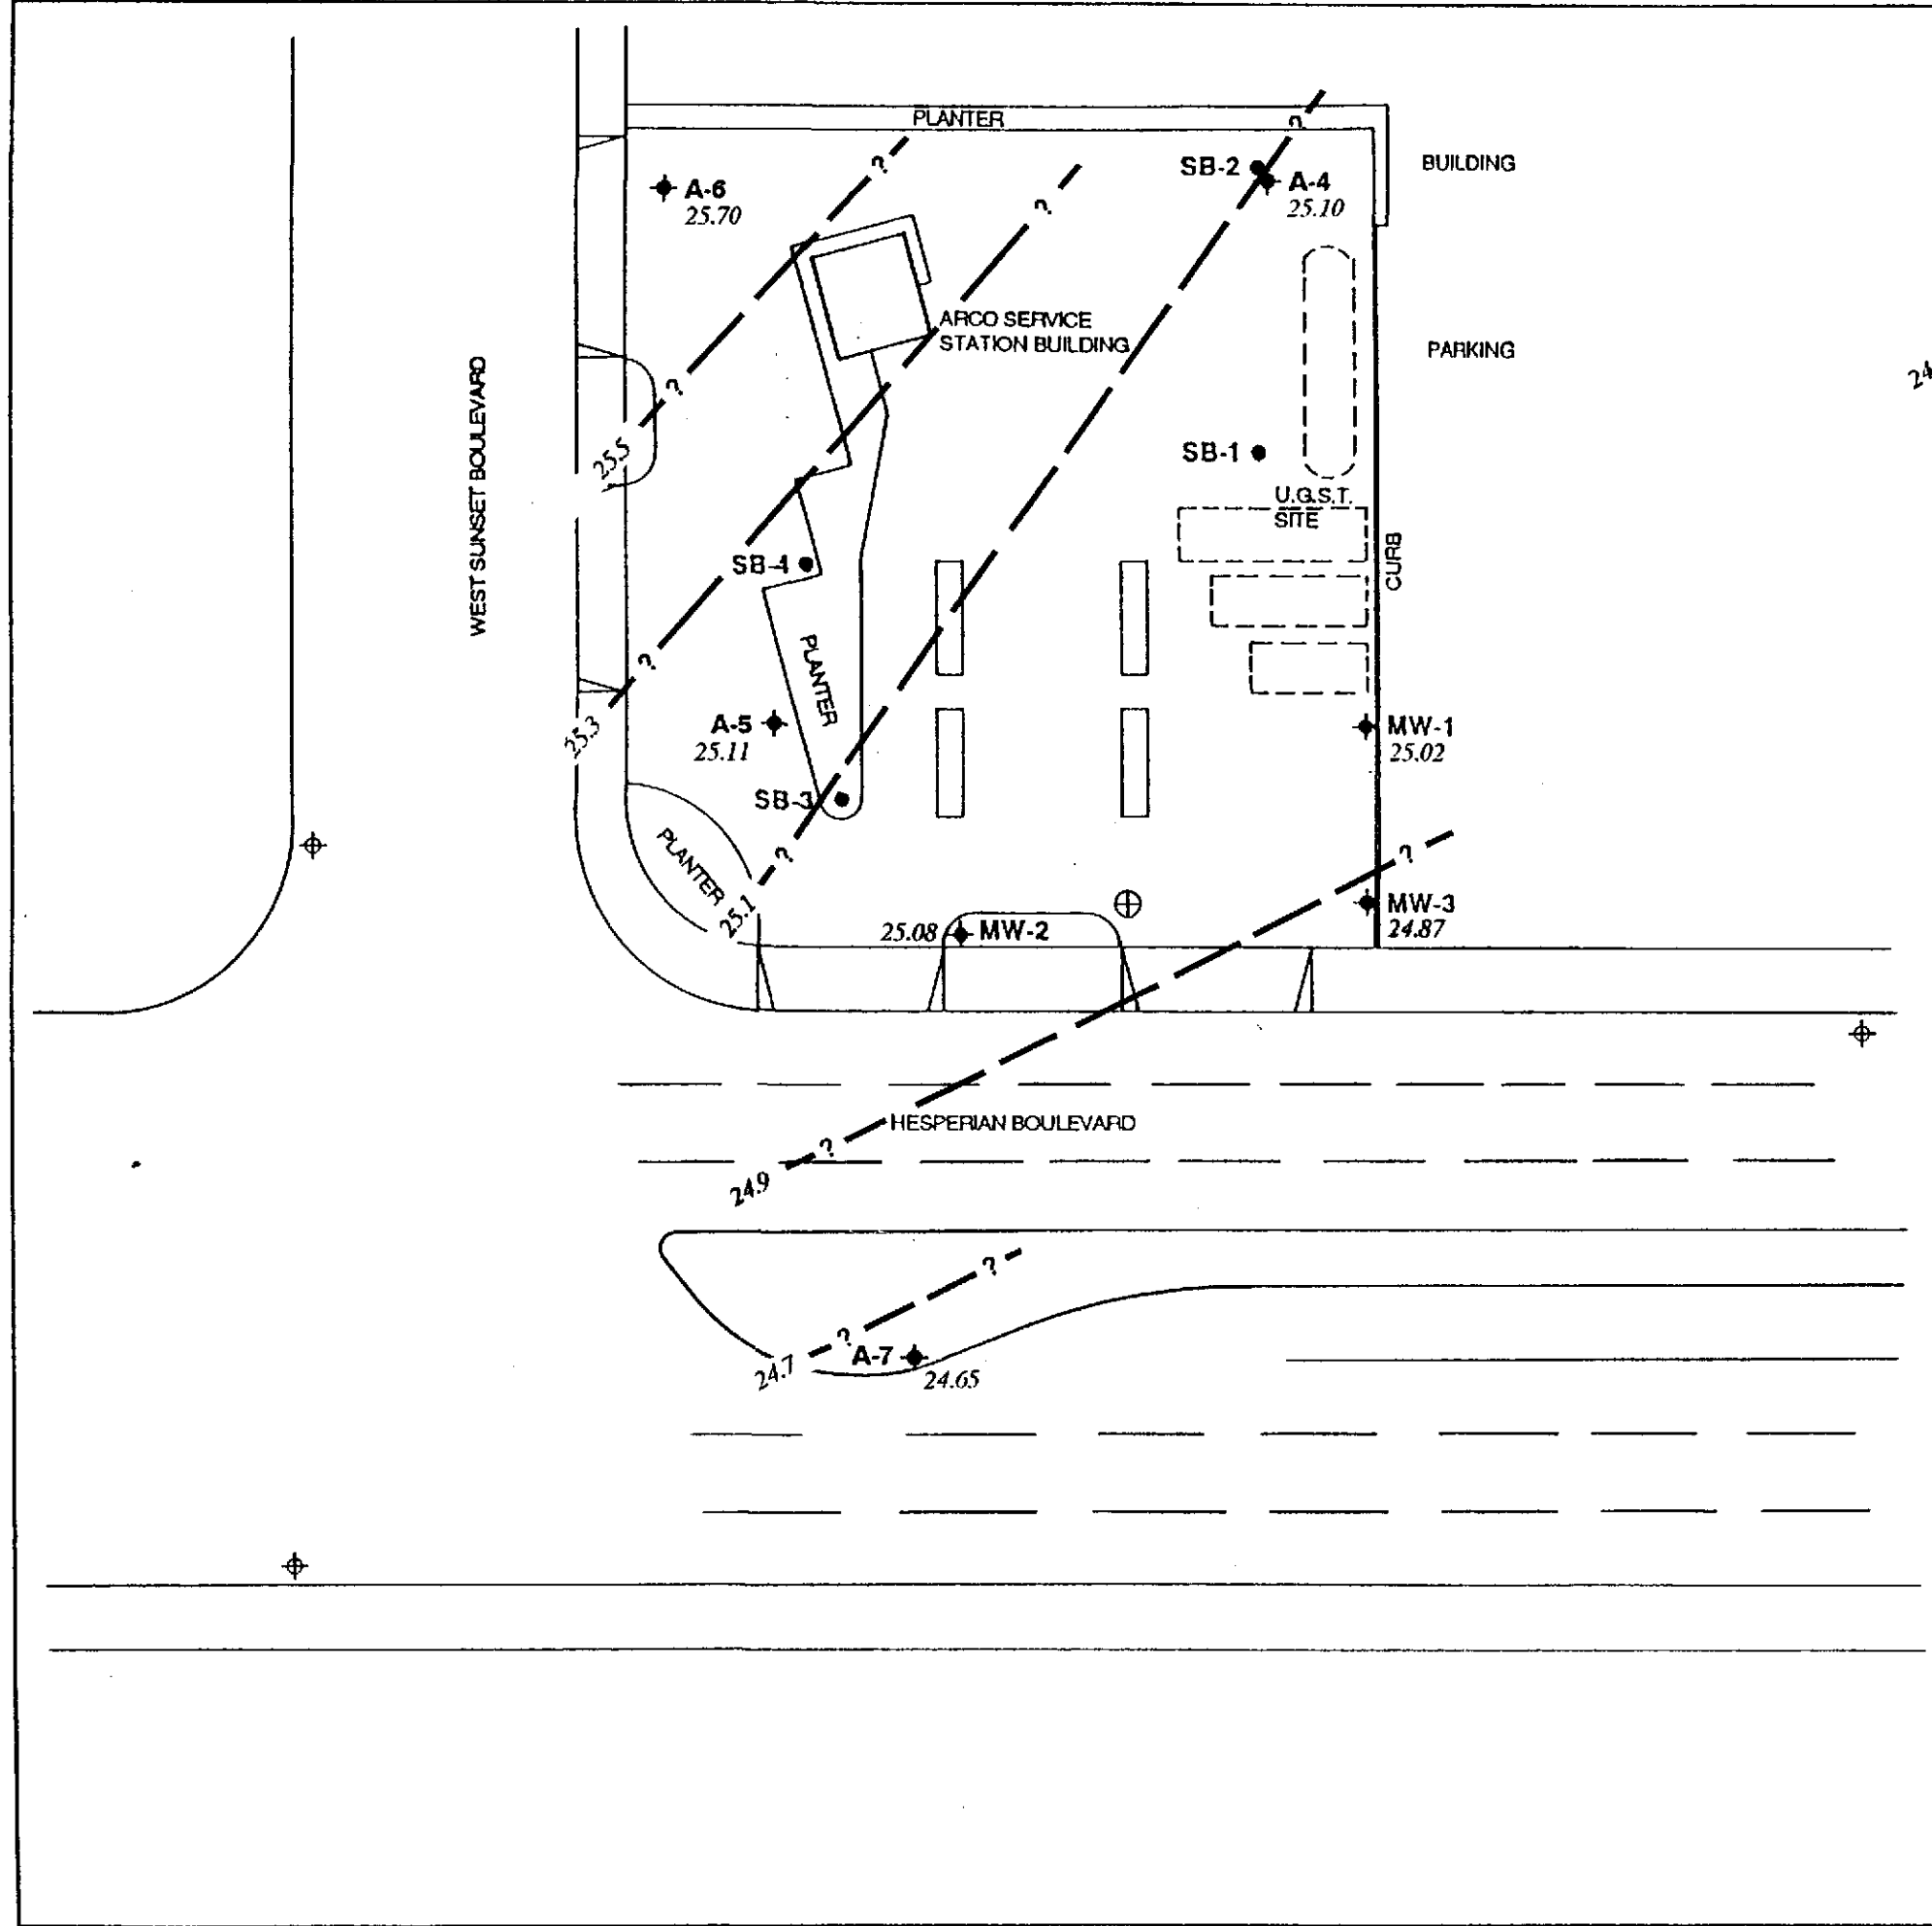 PLANTER
?
?
SB-2
BUILDING
A-6
25.70
A-4
25.10
?
ARCO SERVICE
STATION BUILDING
PARKING
24
WEST SUNSET BOULEVARD
?
25.5
SB-1
U.G.S.T.
SITE
CURB
SB-4
PLANTER
?
25.3
A-5
25.11
MW-1
25.02
SB-3
PLANTER
?
25.1
?
MW-3
24.87
25.08
MW-2
HESPERIAN BOULEVARD
?
24.9
?
?
24.7
A-7
24.65